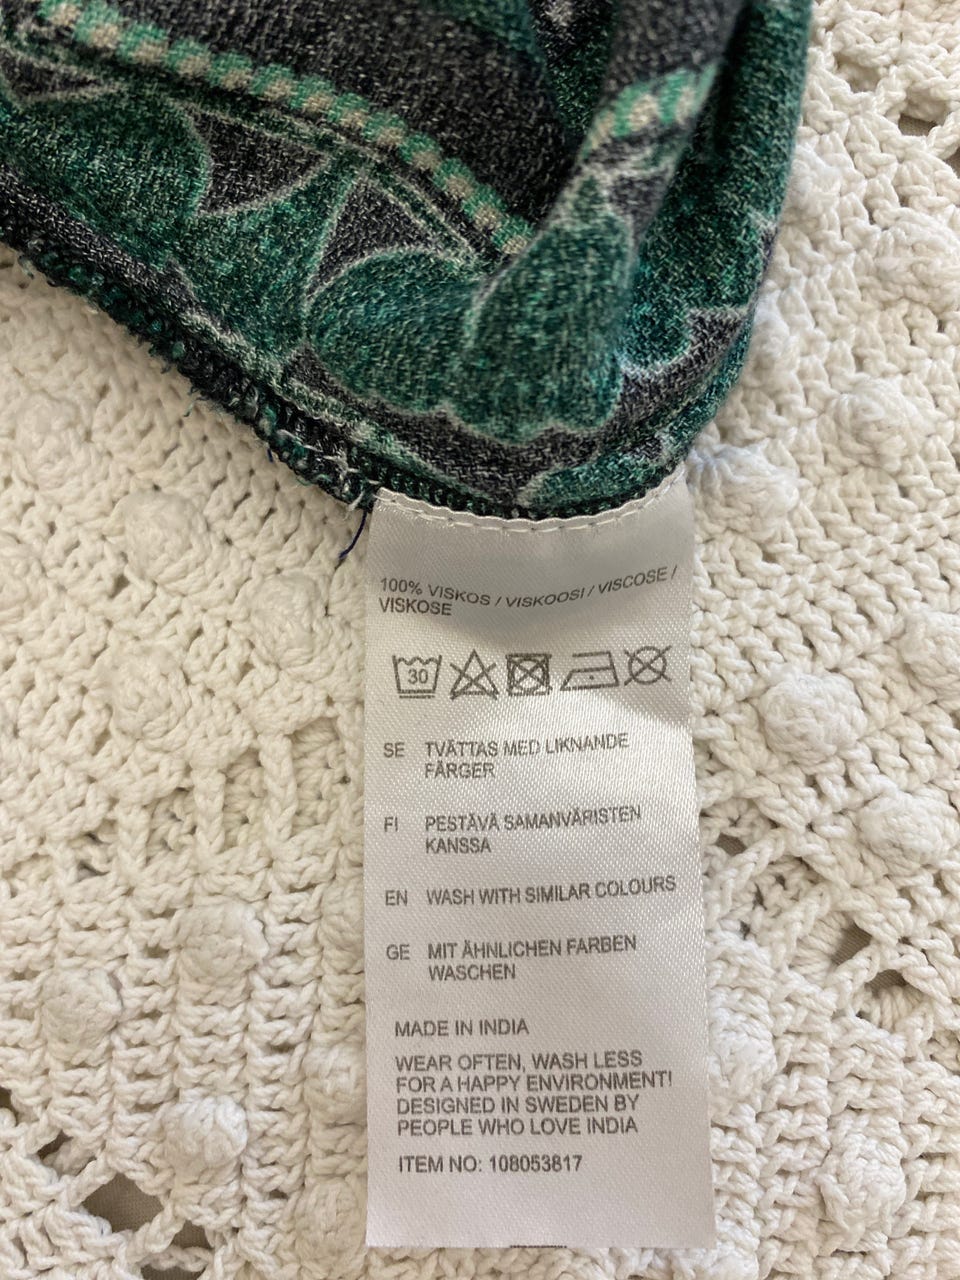 100% VISKOS / VISKOOSI / VISCOSE /
VISKOSE
30
SE TVÄTTAS MED LIKNANDE
FÄRGER
FI PESTÄVÄ SAMANVÄRISTEN
KANSSA
EN WASH WITH SIMILAR COLOURS
GE MIT ÄHNLICHEN FARBEN
WASCHEN
MADE IN INDIA
WEAR OFTEN, WASH LESS
FOR A HAPPY ENVIRONMENT!
DESIGNED IN SWEDEN BY
PEOPLE WHO LOVE INDIA
ITEM NO: 108053817